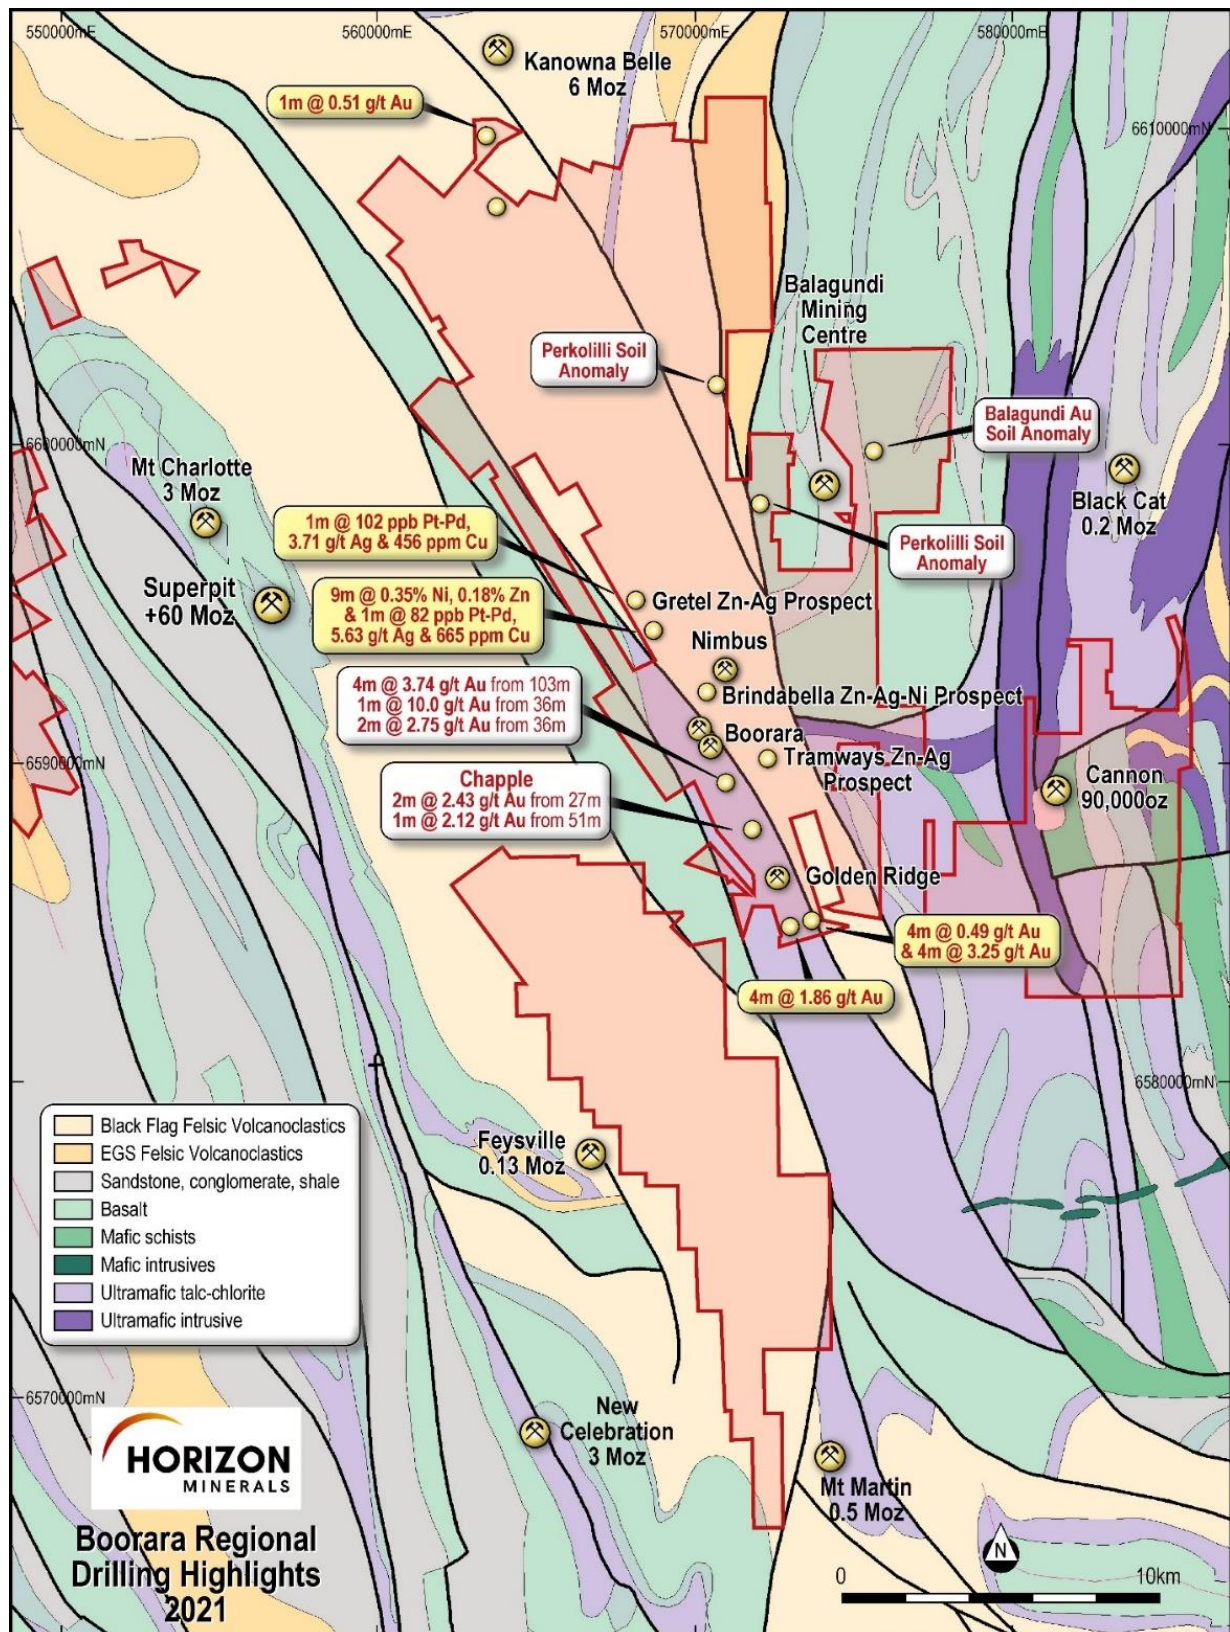 550000mE
560000mE
570000mE
580000mE
Kanowna Belle
6 Moz
1m @ 0.51 g/t Au
6610000mN
Balagundi
Mining
Centre
Perkolilli Soil
Anomaly
Balagundi Au
Soil Anomaly
6600000mN
Mt Charlotte
3 Moz
Black Cat
0.2 Moz
1m @ 102 ppb Pt-Pd,
3.71 g/t Ag & 456 ppm Cu
Perkolilli Soil
Anomaly
Superpit
+60 Moz
9m @ 0.35% Ni, 0.18% Zn
& 1m @ 82 ppb Pt-Pd,
5.63 g/t Ag & 665 ppm Cu
Gretel Zn-Ag Prospect
Nimbus
4m @ 3.74 g/t Au from 103m
1m @ 10.0 g/t Au from 36m
2m @ 2.75 g/t Au from 36m
Brindabella Zn-Ag-Ni Prospect
Boorara
Tramways Zn-Ag
Prospect
6590000mN
Chapple
2m @ 2.43 g/t Au from 27m
1m @ 2.12 g/t Au from 51m
Cannon
90,000oz
Golden Ridge
4m @ 0.49 g/t Au
& 4m @ 3.25 g/t Au
4m @ 1.86 g/t Au
6580000mN
Black Flag Felsic Volcanoclastics
EGS Felsic Volcanoclastics
Sandstone, conglomerate, shale
Basalt
Mafic schists
Mafic intrusives
Ultramafic talc-chlorite
Ultramafic intrusive
Feysville
0.13 Moz
6570000mN
New
Celebration
3 Moz
Mt Martin
0.5 Moz
HORIZON
MINERALS
Boorara Regional
Drilling Highlights
2021
N
0
10km